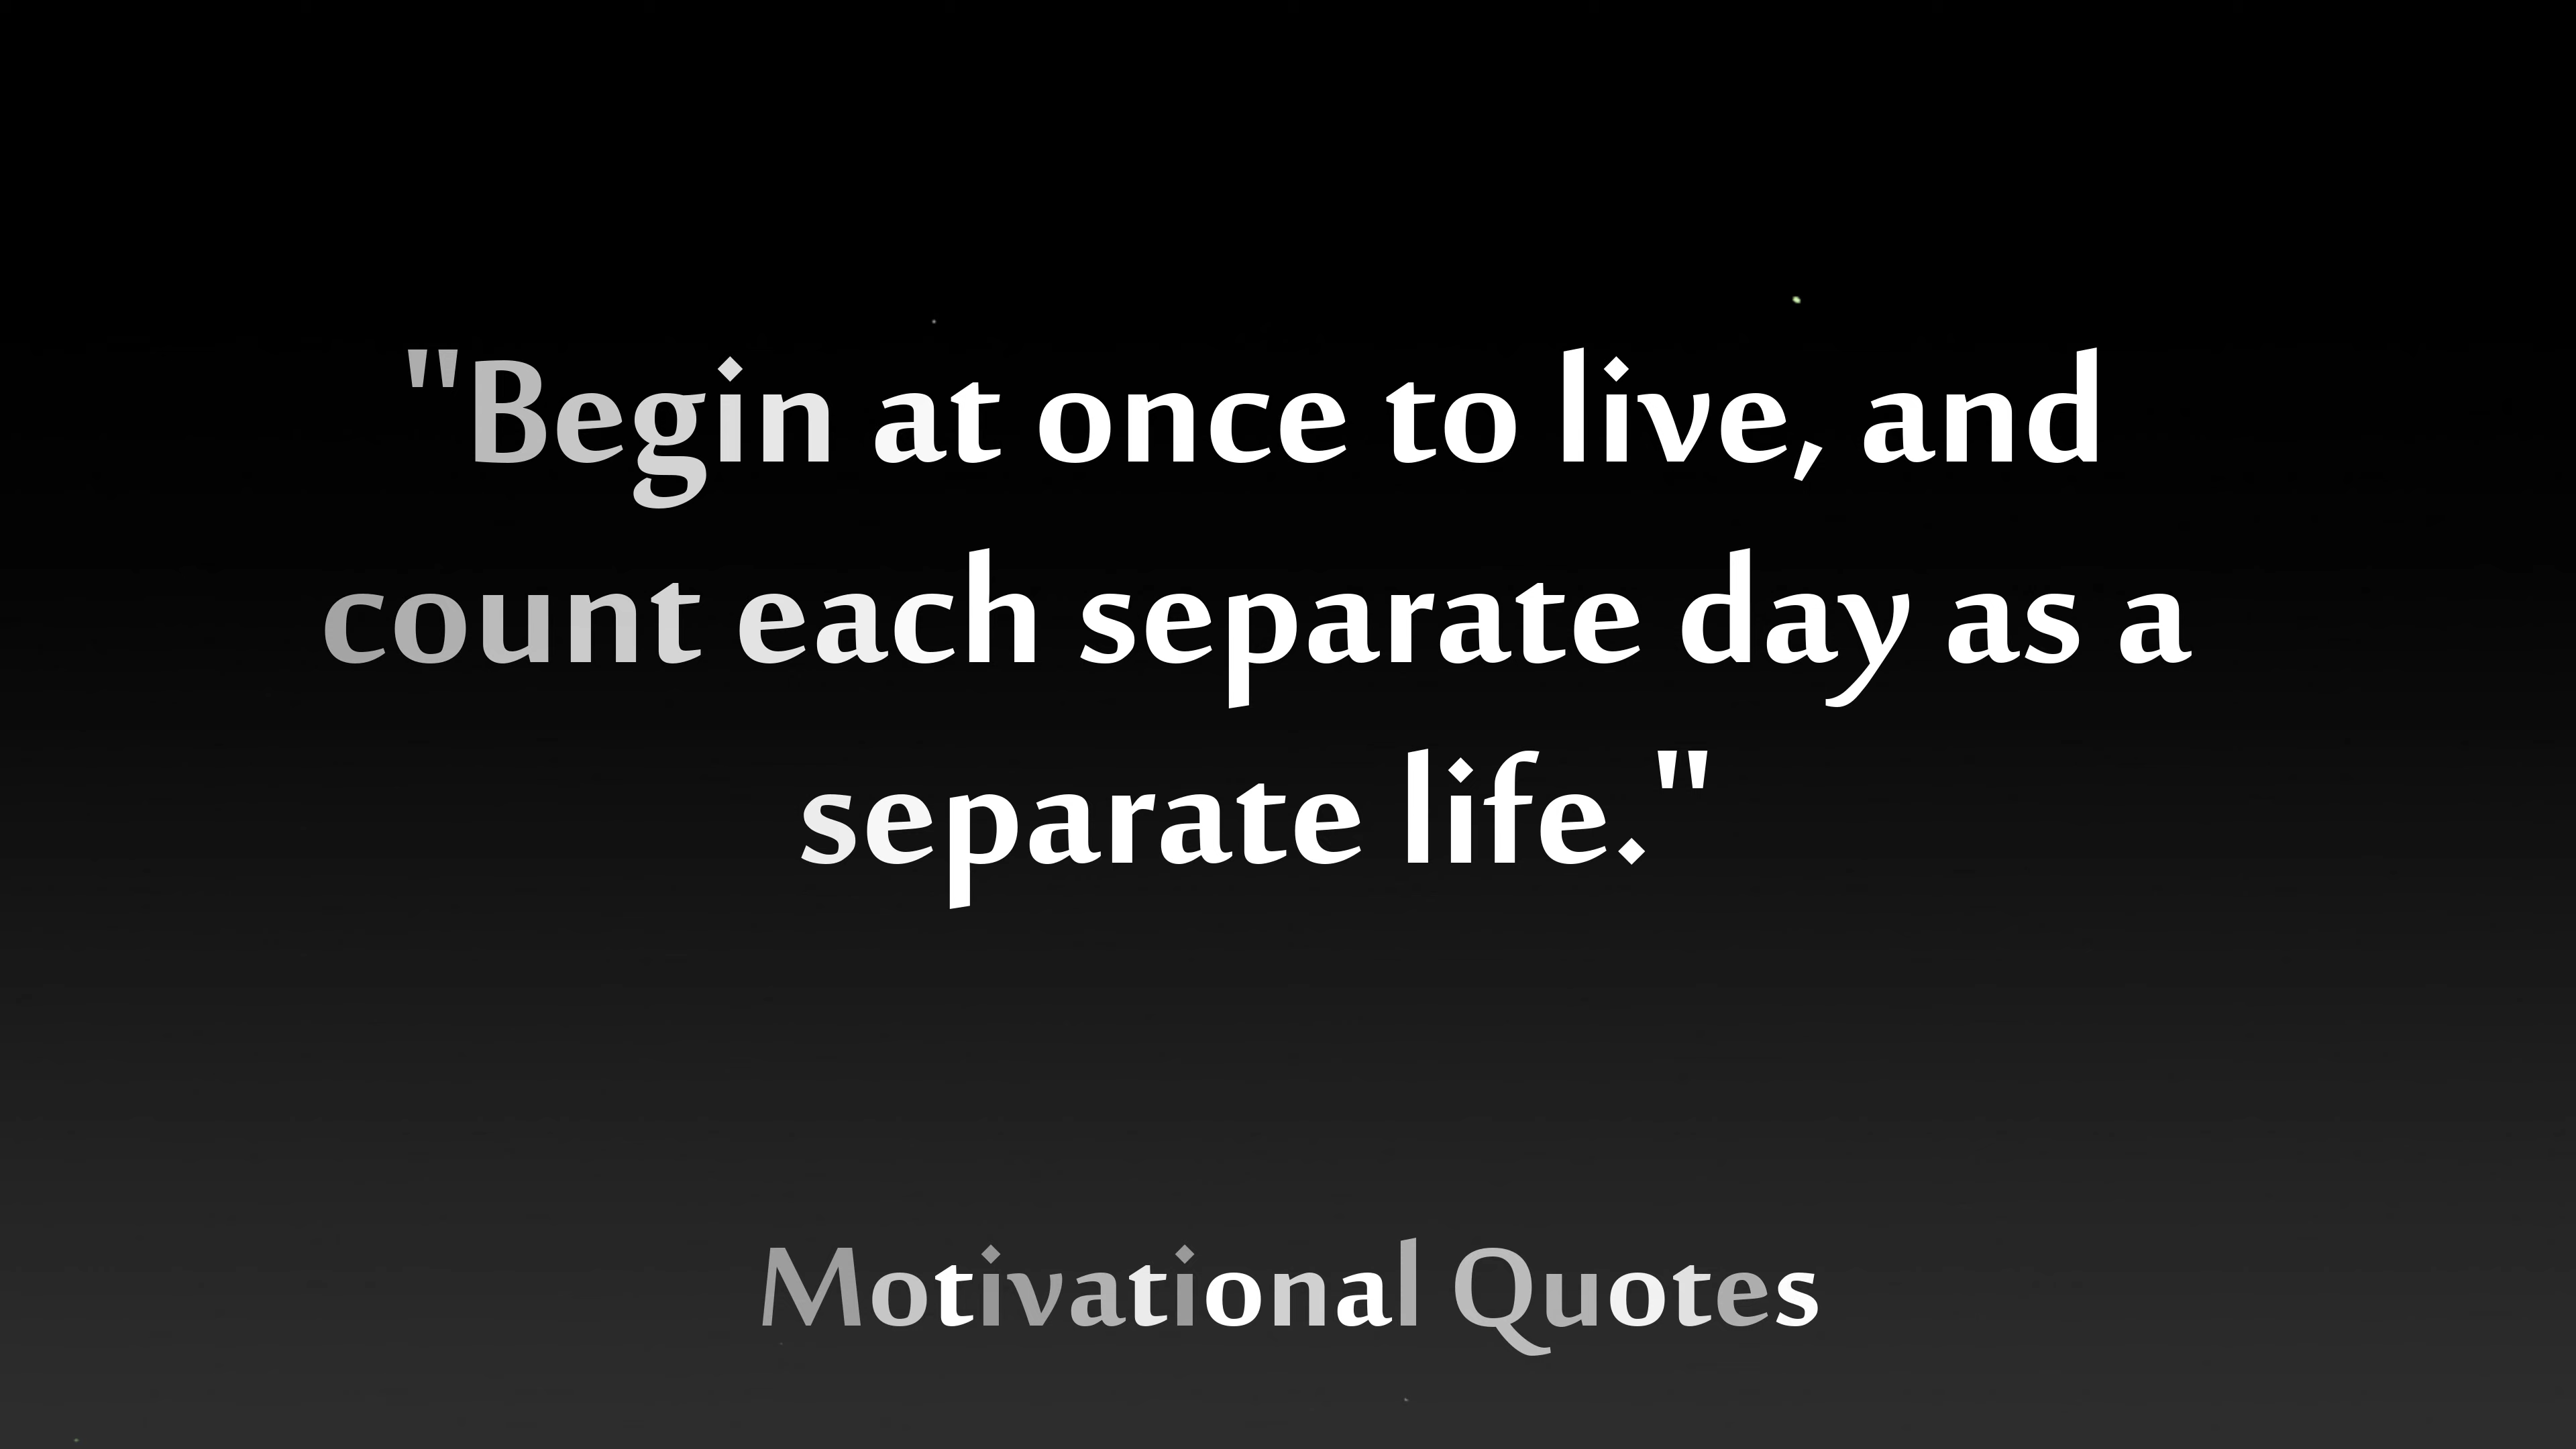 "Begin at once to live, and
count each separate day as a
separate life."
Motivational Quotes